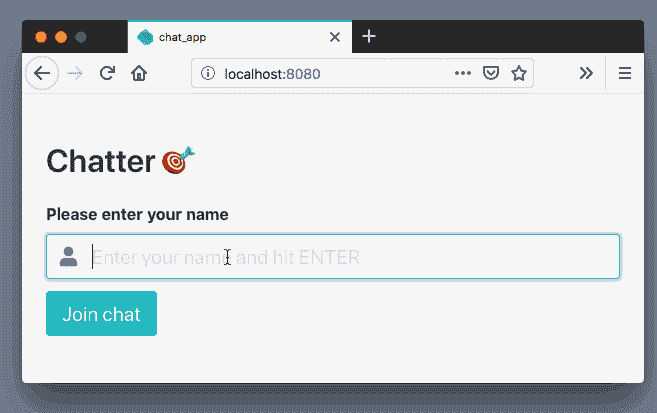 chat_app
localhost:8080
Chatter
Please enter your name
Enter your name and hit ENTER
Join chat